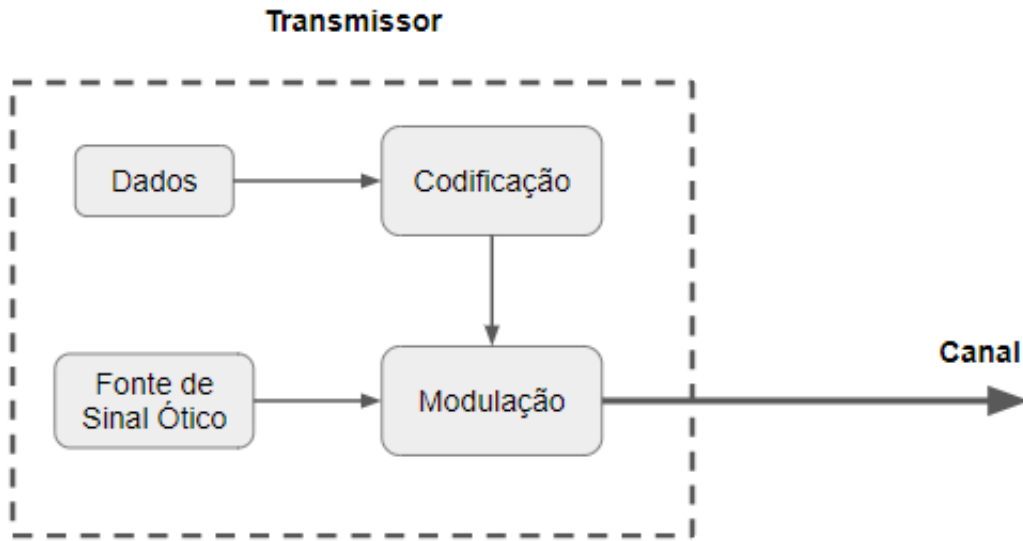 Transmissor
Dados
Codificação
Fonte de
Sinal Ótico
Modulação
Canal